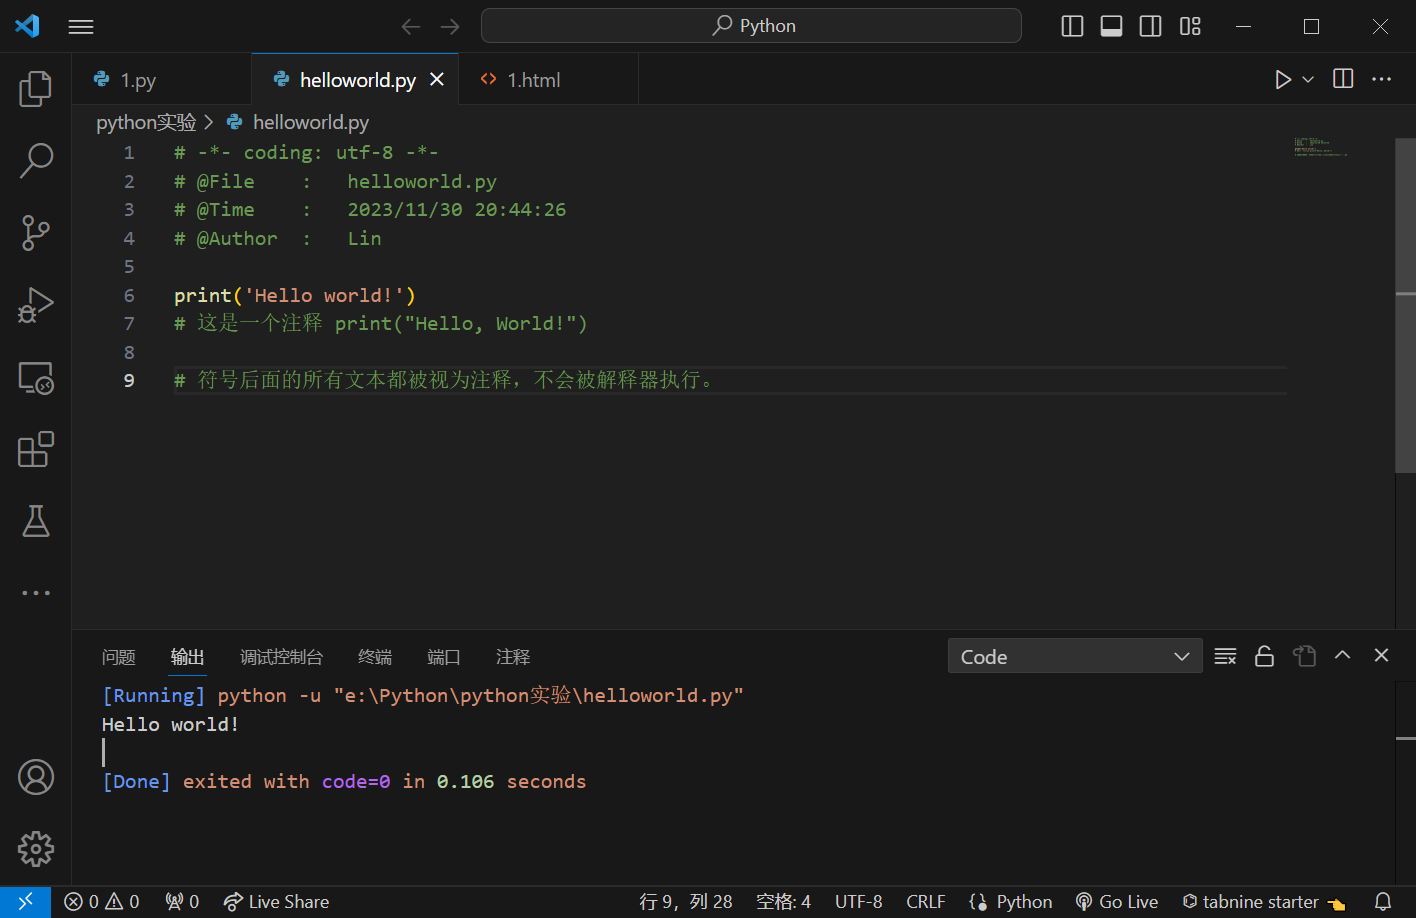 Python
1.py
helloworld.py
1.html
python实验 > helloworld.py
1 # -*- coding: utf-8 -*-
2 # @File    :   helloworld.py
3 # @Time    :   2023/11/30 20:44:26
4 # @Author  :   Lin
5
6 print('Hello world!')
7 # 这是一个注释 print("Hello, World!")
8
9 # 符号后面的所有文本都被视为注释，不会被解释器执行。
问题 输出 调试控制台 终端 端口 注释 Code
[Running] python -u "e:\Python\python实验\helloworld.py"
Hello world!
[Done] exited with code=0 in 0.106 seconds
0 0 0 Live Share 行 9，列 28 空格: 4 UTF-8 CRLF Python Go Live tabnine starter